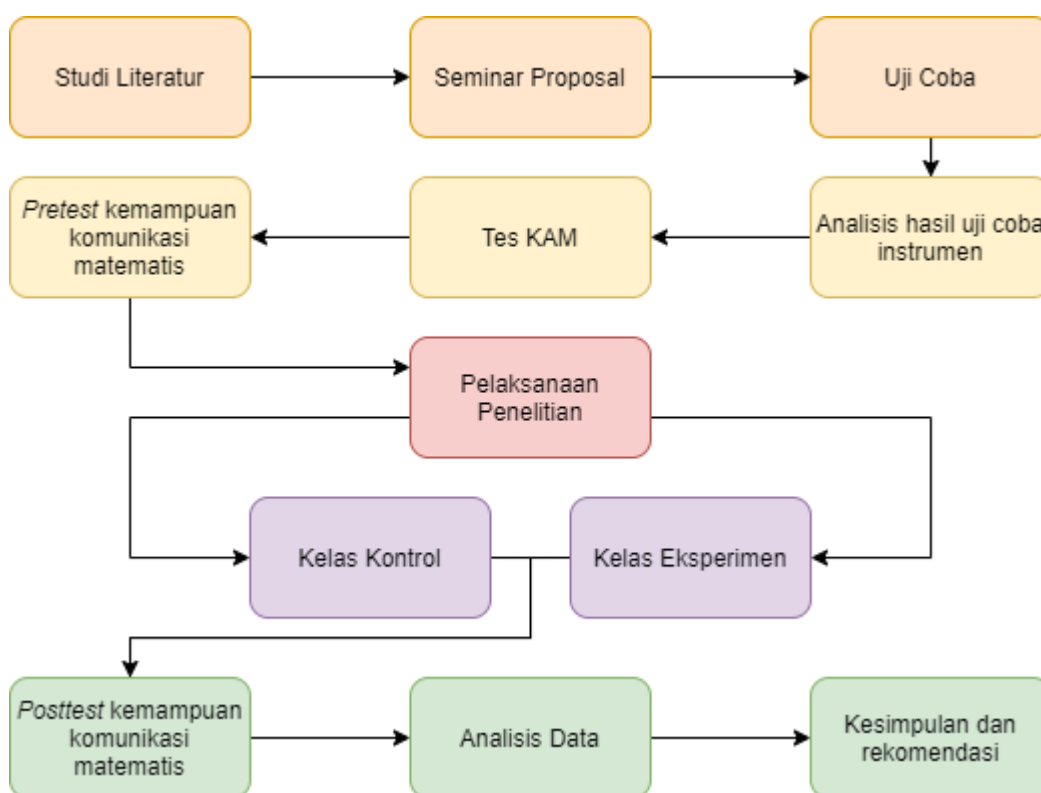 Studi Literatur
Seminar Proposal
Uji Coba
Analisis hasil uji coba
instrumen
Tes KAM
Pretest kemampuan
komunikasi
matematis
Pelaksanaan
Penelitian
Kelas Kontrol
Kelas Eksperimen
Posttest kemampuan
komunikasi
matematis
Analisis Data
Kesimpulan dan
rekomendasi